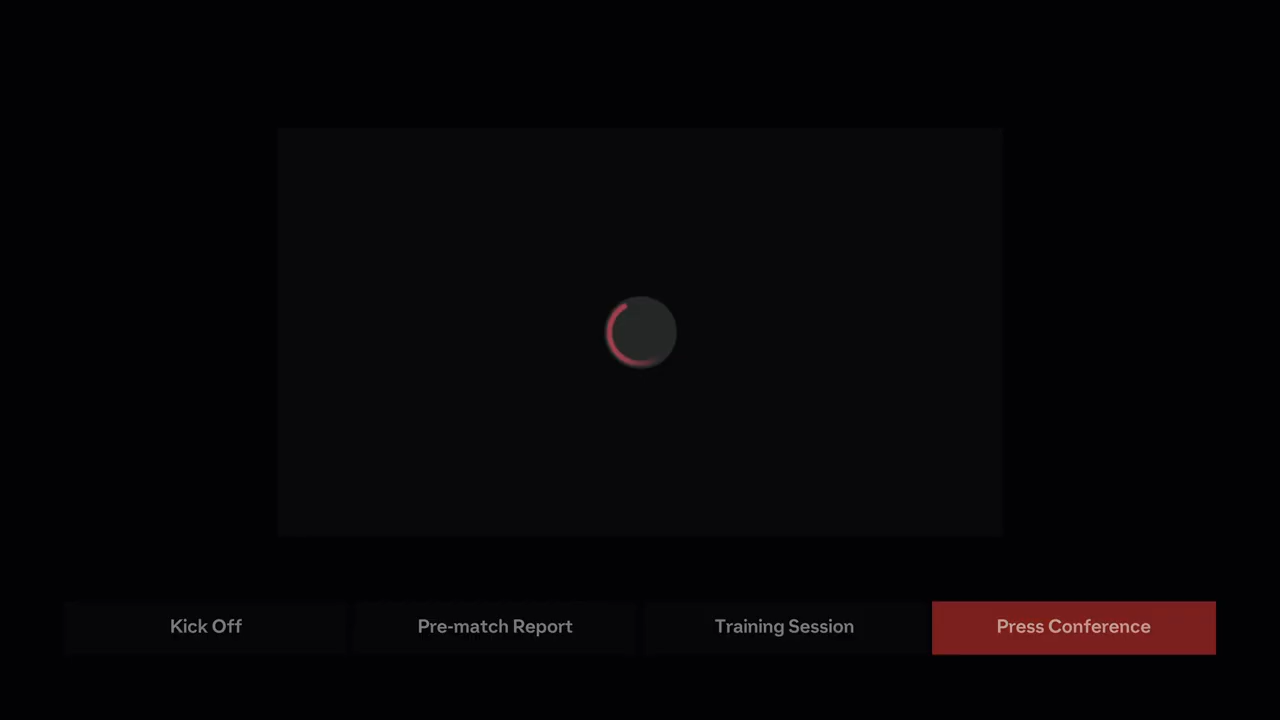 Kick Off
Pre-match Report
Training Session
Press Conference